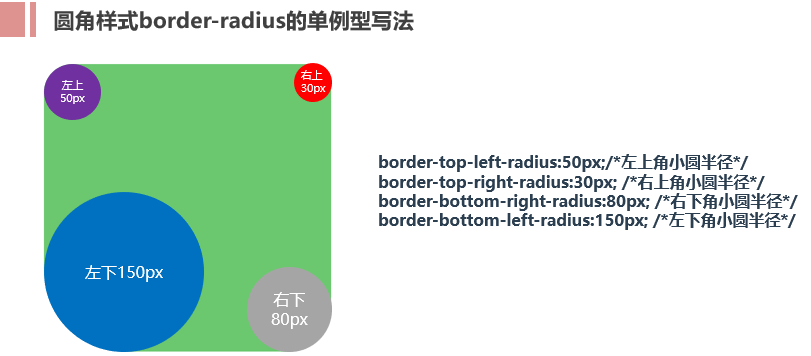 圆角样式border-radius的单例型写法
左上
50px
右上
30px
border-top-left-radius:50px;/*左上角小圆半径*/
border-top-right-radius:30px; /*右上角小圆半径*/
border-bottom-right-radius:80px; /*右下角小圆半径*/
border-bottom-left-radius:150px; /*左下角小圆半径*/
左下150px
右下
80px